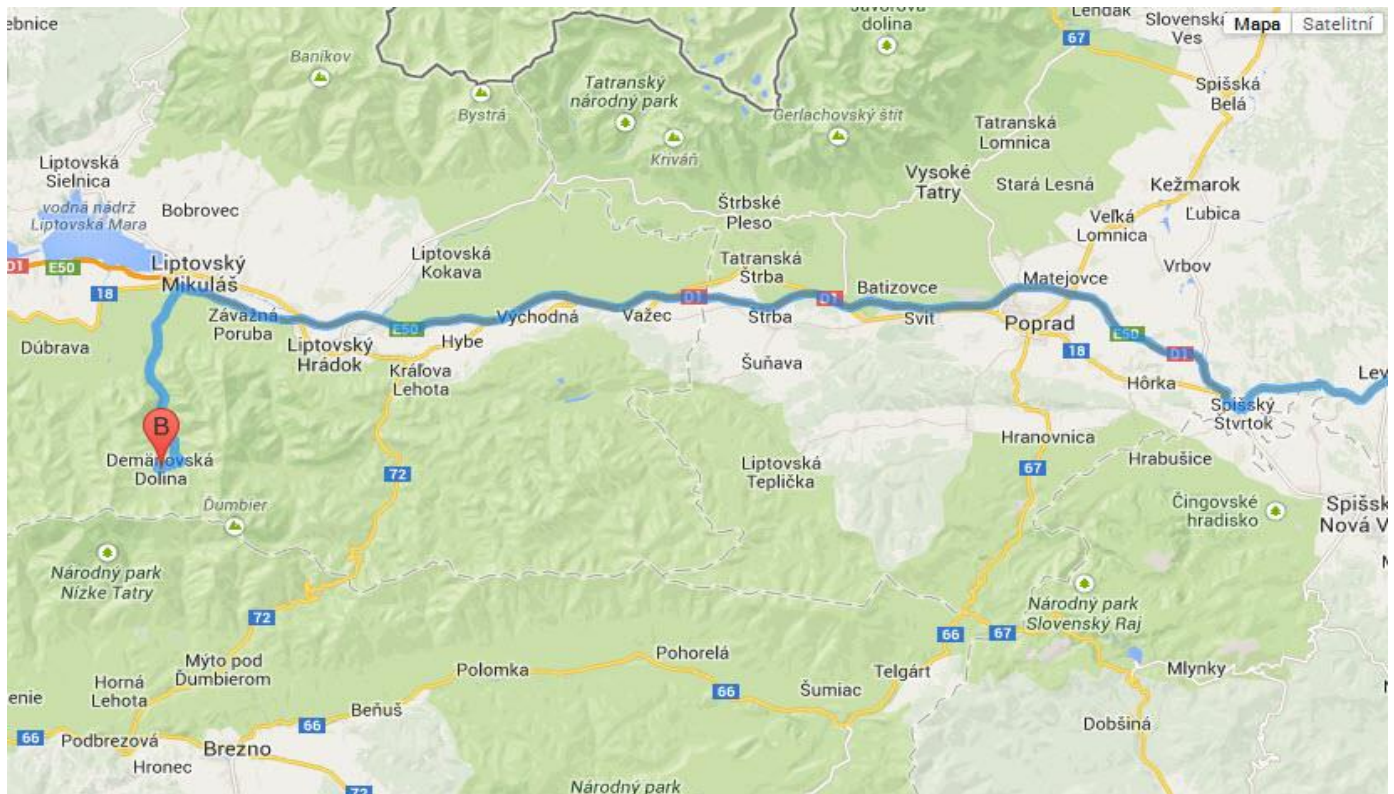 ebnice
Javorová
dolina
Lendak
Slovenská
Ves
Mapa
Satelitní
67
Baníkov
Bystrá
Tatranský
národný park
Kriváň
Gerlachovský štít
Spišská
Belá
Tatranská
Lomnica
Liptovská
Sielnica
vodná nádrž
Liptovská Mara
Bobrovec
Vysoké
Tatry
Stará Lesná
Kežmarok
Ľubica
Štrbské
Pleso
Veľká
Lomnica
D1
E50
Liptovský
Mikuláš
Liptovská
Kokava
Tatranská
Štrba
Matejovce
Vrbov
18
Závažná
Poruba
E50
Východná
Važec
D1
Štrba
D1
Batizovce
Svit
Poprad
E50
D1
Dúbrava
Liptovský
Hrádok
Hybe
Kráľova
Lehota
Šuňava
18
Hôrka
Lev
Spišský
Štvrtok
B
Demänovská
Dolina
72
Liptovská
Teplička
Hranovnica
67
Hrabušice
Ďumbier
Čingovské
hradisko
Spišsk
Nová V
Národný park
Nízke Tatry
72
Národný park
Slovenský Raj
66
67
Mýto pod
Ďumbierom
Polomka
Pohorelá
Telgárt
Mlynky
enie
Horná
Lehota
66
Šumiac
Beňuš
66
66
Podbrezová
Brezno
Dobšiná
Hronec
72
Národný park